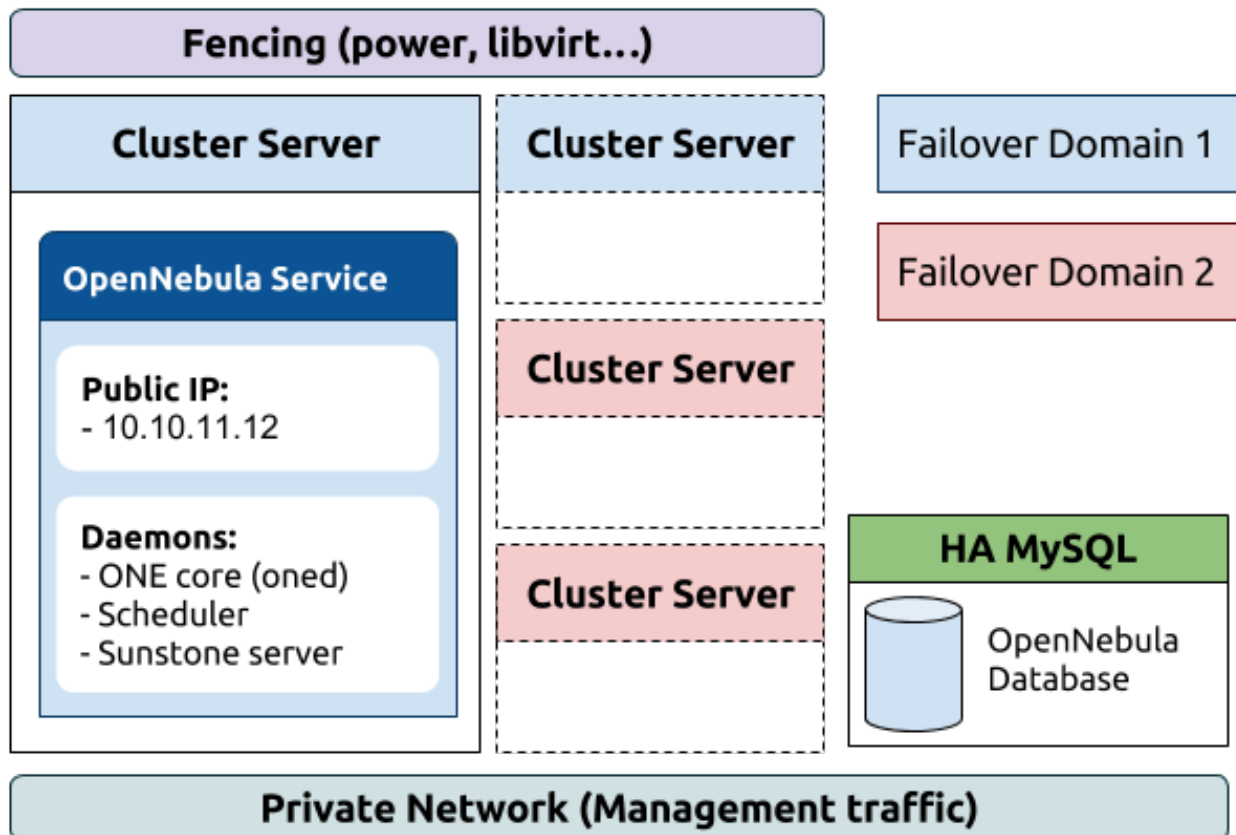 Fencing (power, libvirt...)
Cluster Server
OpenNebula Service
Public IP:
- 10.10.11.12
Daemons:
- ONE core (oned)
- Scheduler
- Sunstone server
Cluster Server
Cluster Server
Cluster Server
Failover Domain 1
Failover Domain 2
HA MySQL
OpenNebula
Database
Private Network (Management traffic)